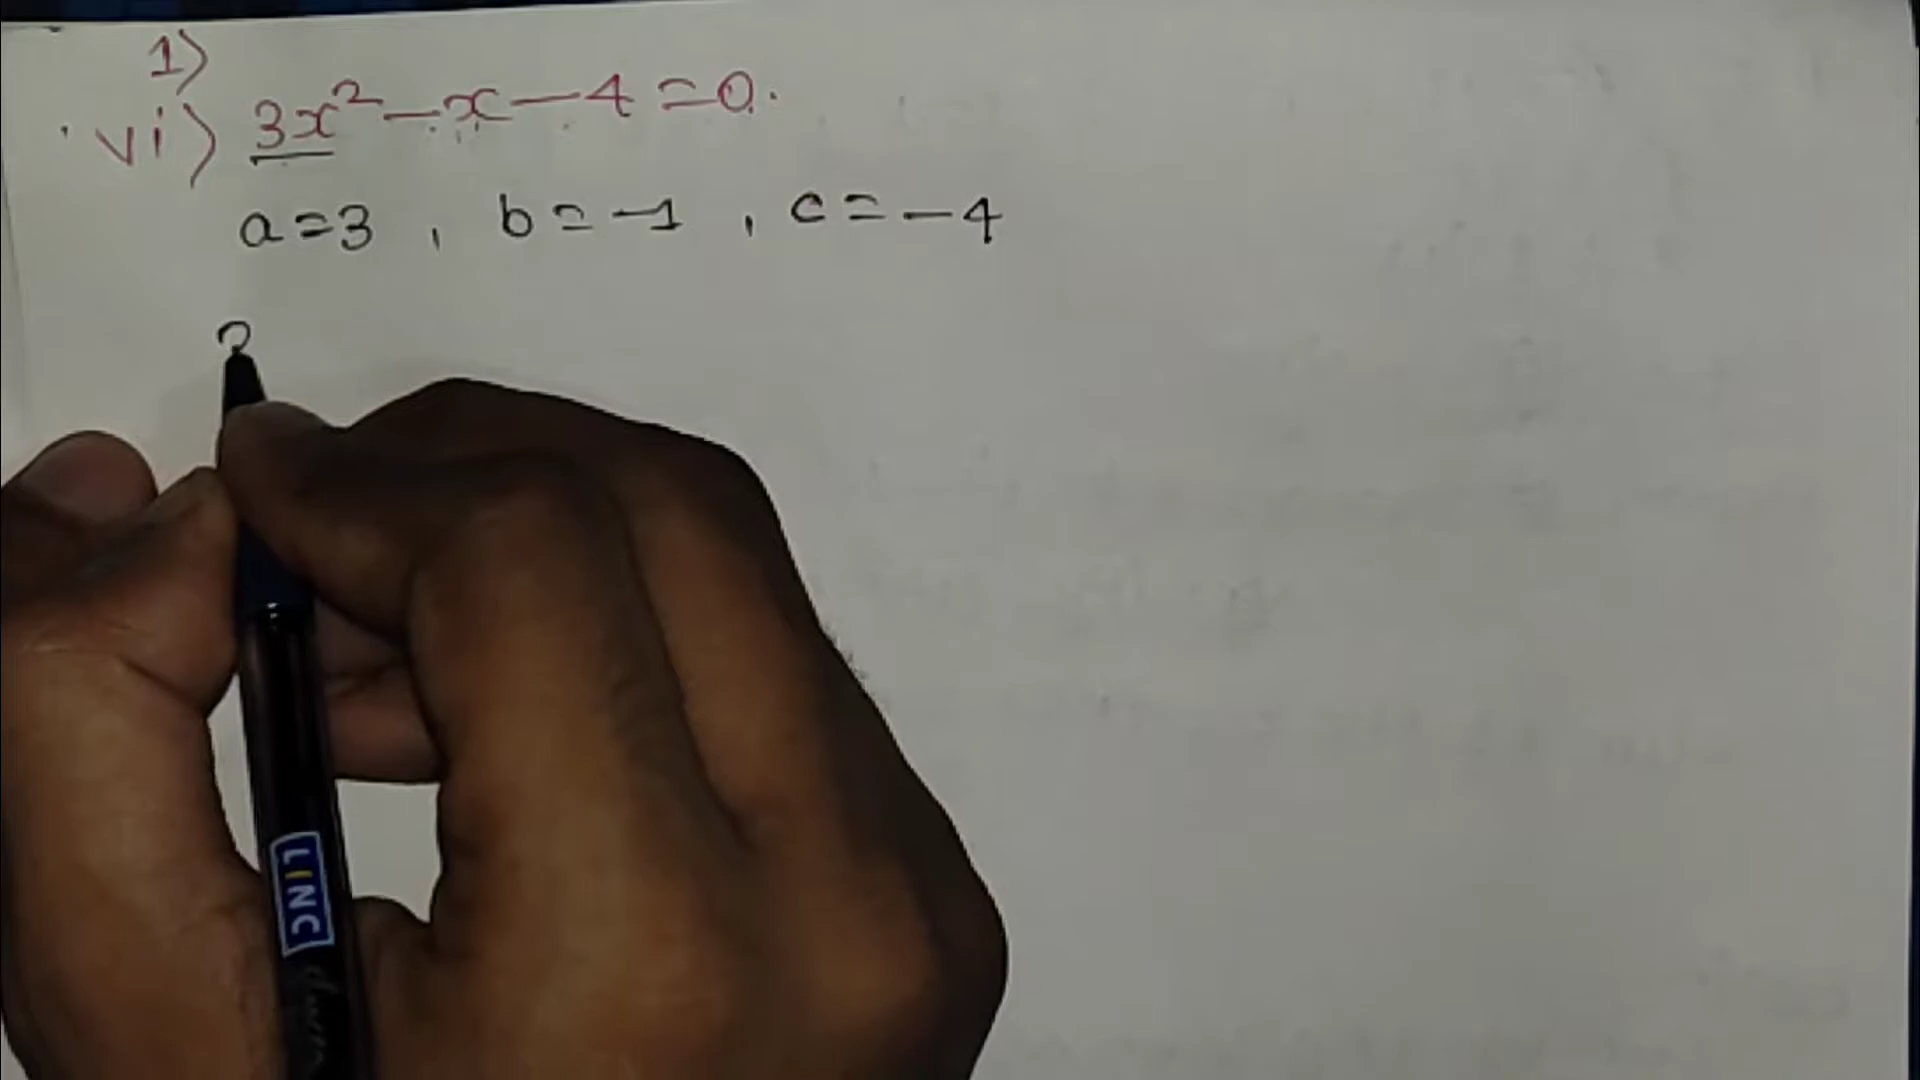 1)
vi) 3x² - x - 4 = 0.
a = 3 , b = -1 , c = -4
LINC